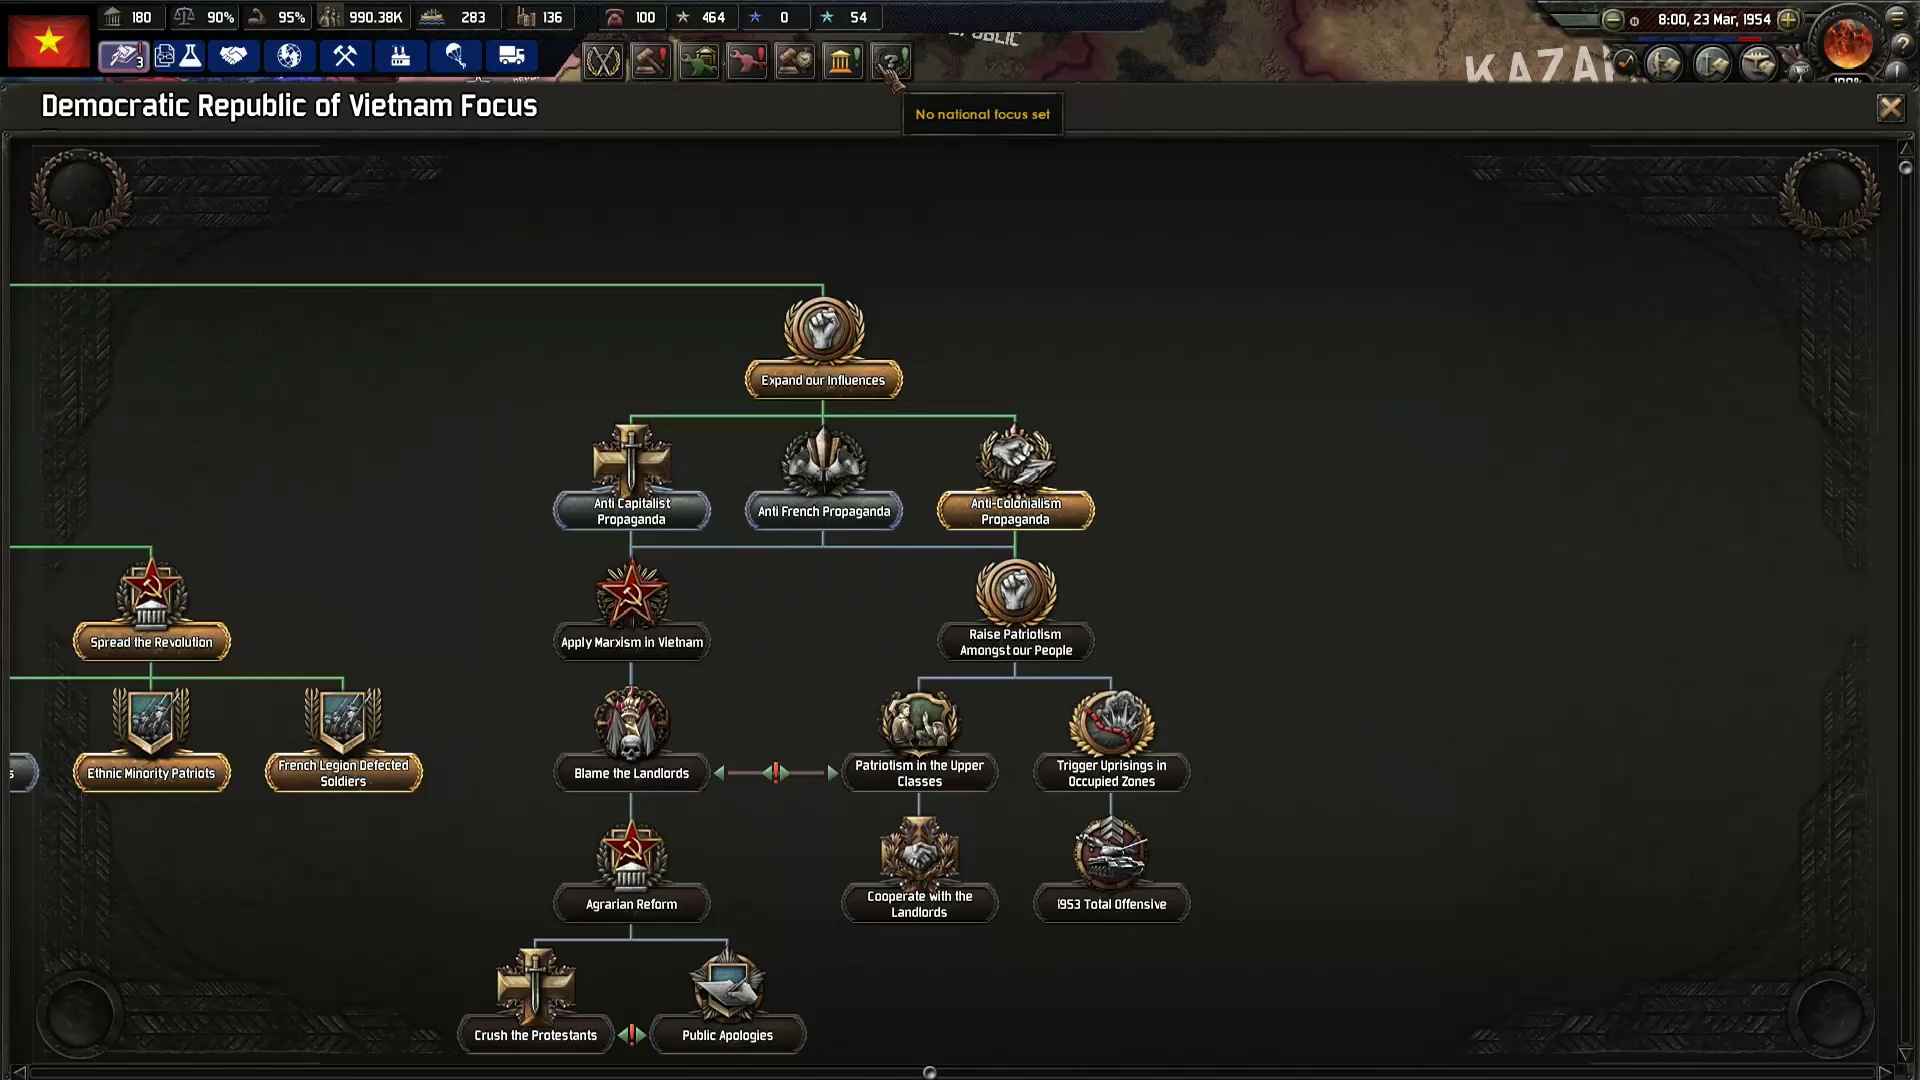 180 90% 95% 990.38K 283 136 100 464 0 54
8:00, 23 Mar, 1954
3
100%
KAZA
Democratic Republic of Vietnam Focus
No national focus set
Expand our Influences
Anti Capitalist
Propaganda
Anti French Propaganda
Anti-Colonialism
Propaganda
Spread the Revolution
Apply Marxism in Vietnam
Raise Patriotism
Amongst our People
s
Ethnic Minority Patriots
French Legion Defected
Soldiers
Blame the Landlords
Patriotism in the Upper
Classes
Trigger Uprisings in
Occupied Zones
Agrarian Reform
Cooperate with the
Landlords
1953 Total Offensive
Crush the Protestants
Public Apologies